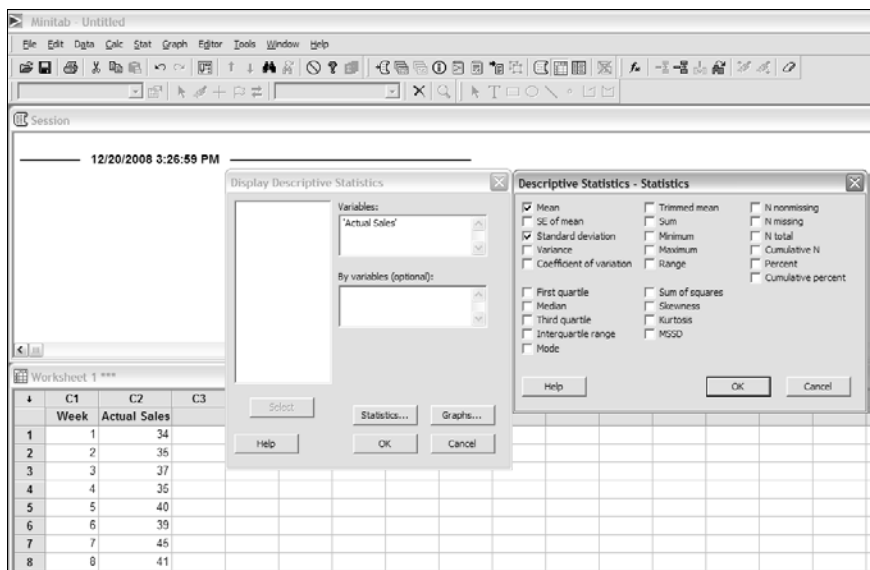 Minitab - Untitled
File Edit Data Calc Stat Graph Editor Tools Window Help
Session
12/20/2008 3:26:59 PM
Display Descriptive Statistics
Variables:
'Actual Sales'
By variables (optional):
Select
Statistics...
Graphs...
Help
OK
Cancel
Descriptive Statistics - Statistics
Mean
SE of mean
Standard deviation
Variance
Coefficient of variation
First quartile
Median
Third quartile
Interquartile range
Mode
Trimmed mean
Sum
Minimum
Maximum
Range
Sum of squares
Skewness
Kurtosis
MSSD
N nonmissing
N missing
N total
Cumulative N
Percent
Cumulative percent
Help
OK
Cancel
Worksheet 1 ***
C1 C2 C3
Week Actual Sales
1 1 34
2 2
3 3 37
4 4 35
5 5 40
6 6 39
7 7
8 8 41